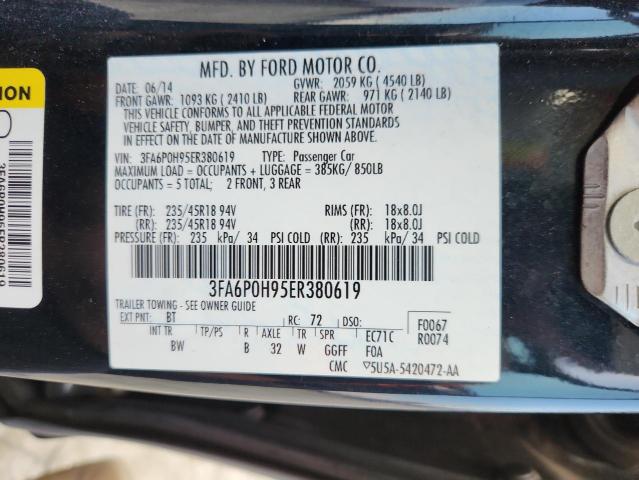 MFD. BY FORD MOTOR CO.
DATE: 06/14 GVWR: 2059 KG ( 4540 LB)
FRONT GAWR: 1093 KG ( 2410 LB) REAR GAWR: 971 KG ( 2140 LB)
THIS VEHICLE CONFORMS TO ALL APPLICABLE FEDERAL MOTOR
VEHICLE SAFETY, BUMPER, AND THEFT PREVENTION STANDARDS
IN EFFECT ON THE DATE OF MANUFACTURE SHOWN ABOVE.
VIN: 3FA6P0H95ER380619 TYPE: Passenger Car
MAXIMUM LOAD = OCCUPANTS + LUGGAGE = 385KG/ 850LB
OCCUPANTS = 5 TOTAL; 2 FRONT, 3 REAR
TIRE (FR): 235/45R18 94V RIMS (FR): 18x8.0J
(RR): 235/45R18 94V (RR): 18x8.0J
PRESSURE (FR): 235 kPa/ 34 PSI COLD (RR): 235 kPa/ 34 PSI COLD
3FA6P0H95ER380619
TRAILER TOWING - SEE OWNER GUIDE
EXT PNT: BT RC: 72 DSO: F0067
R0074
INT TR TP/PS R AXLE TR SPR EC71C
BW B 32 W GGFF F0A
CMC 5U5A-5420472-AA
ION
3FA6P0H95ER380619